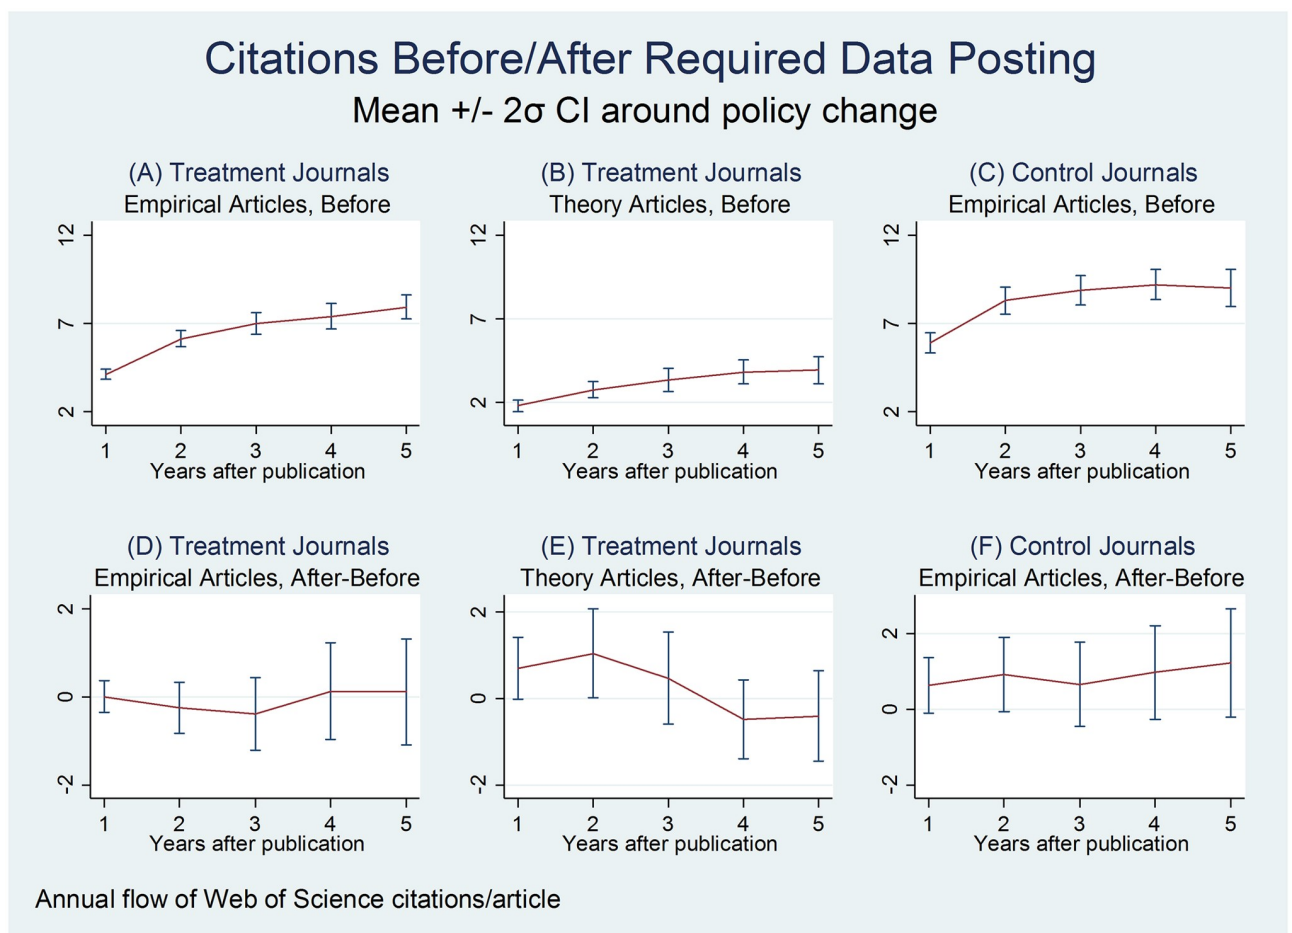 Citations Before/After Required Data Posting
Mean +/- 2σ CI around policy change
(A) Treatment Journals
Empirical Articles, Before
12
7
2
1 2 3 4 5
Years after publication
(B) Treatment Journals
Theory Articles, Before
12
7
2
1 2 3 4 5
Years after publication
(C) Control Journals
Empirical Articles, Before
12
7
2
1 2 3 4 5
Years after publication
(D) Treatment Journals
Empirical Articles, After-Before
2
0
-2
1 2 3 4 5
Years after publication
(E) Treatment Journals
Theory Articles, After-Before
2
0
-2
1 2 3 4 5
Years after publication
(F) Control Journals
Empirical Articles, After-Before
2
0
-2
1 2 3 4 5
Years after publication
Annual flow of Web of Science citations/article